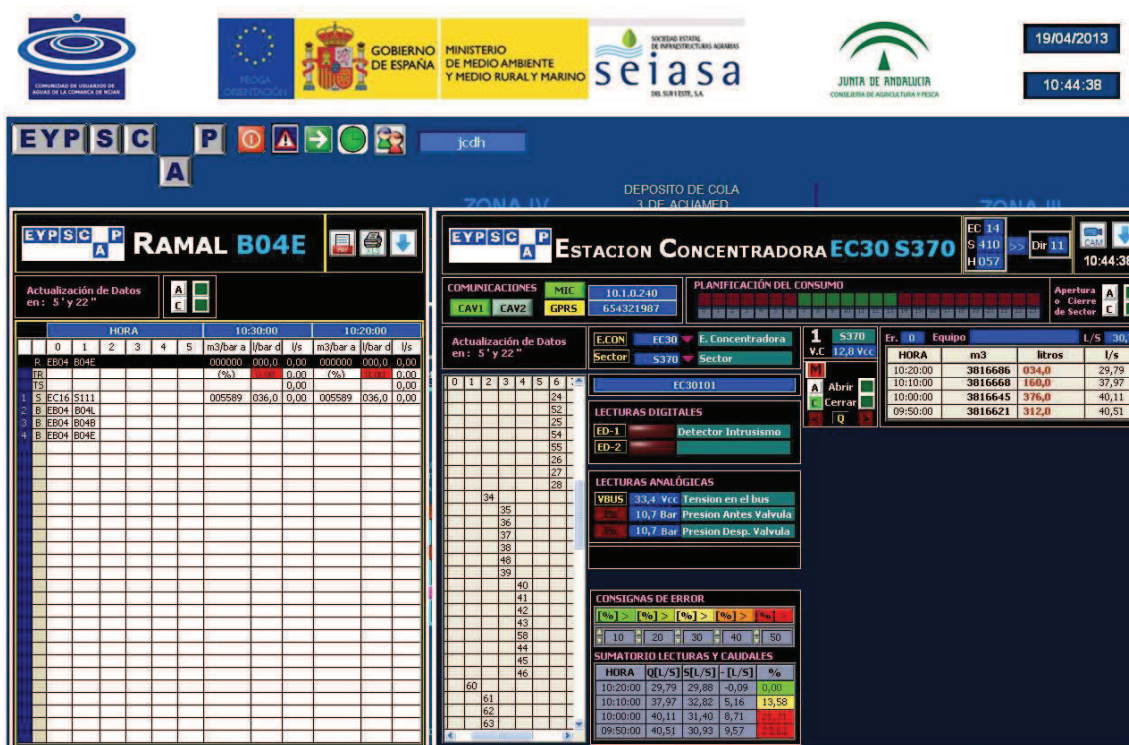 COMUNIDAD DE USUARIOS DE
AGUAS DE LA COMARCA DE NÍJAR
FEOGA
ORIENTACIÓN
GOBIERNO
DE ESPAÑA
MINISTERIO
DE MEDIO AMBIENTE
Y MEDIO RURAL Y MARINO
SOCIEDAD ESTATAL
DE INFRAESTRUCTURAS AGRARIAS
seiasa
DEL SUR Y ESTE, S.A.
JUNTA DE ANDALUCIA
CONSEJERIA DE AGRICULTURA Y PESCA
19/04/2013
10:44:38
EYPSCAP
jcdh
ZONA IV
DEPOSITO DE COLA
3 DE ACUAMED
ZONA III
EYPSCAP RAMAL B04E
Actualización de Datos
en: 5 ' y 22 "
A
C
HORA 10:30:00 10:20:00
0 1 2 3 4 5 m3/bar a l/bar d l/s m3/bar a l/bar d l/s
R EB04 B04E 000000 000,0 0,00 000000 000,0 0,00
TR (%) 0,00 (%) 0,00
TS 0,00 0,00
1 S EC16 S111 005589 036,0 0,00 005589 036,0 0,00
2 B EB04 B04L
3 B EB04 B04B
4 B EB04 B04E
EYPSCAP ESTACION CONCENTRADORA EC30 S370
EC 14
S 410 >> Dir 11
H 057
CAM
10:44:38
COMUNICACIONES MIC 10.1.0.240
CAV1 CAV2 GPRS 654321987
PLANIFICACIÓN DEL CONSUMO
Apertura
o Cierre
de Sector
A
C
Actualización de Datos
en: 5 ' y 22 "
0 1 2 3 4 5 6
24
52
25
54
55
26
27
28
34
35
36
37
38
48
39
40
41
42
43
58
44
45
46
60
61
62
63
E.CON EC30 E. Concentradora
Sector S370 Sector
EC30101
LECTURAS DIGITALES
ED-1 Detector Intrusismo
ED-2
LECTURAS ANALÓGICAS
VBUS 33,4 Vcc Tension en el bus
10,7 Bar Presion Antes Valvula
10,7 Bar Presion Desp. Valvula
CONSIGNAS DE ERROR
[%] > [%] > [%] > [%] > [%] >
10 20 30 40 50
SUMATORIO LECTURAS Y CAUDALES
HORA Q[L/S] S[L/S] - [L/S] %
10:20:00 29,79 29,88 -0,09 0,00
10:10:00 37,97 32,82 5,16 13,58
10:00:00 40,11 31,40 8,71
09:50:00 40,51 30,93 9,57
1 S370
V.C 12,8 Vcc
M
A Abrir
C Cerrar
Q
Er. 0 Equipo L/S 30,
HORA m3 litros l/s
10:20:00 3816686 034,0 29,79
10:10:00 3816668 160,0 37,97
10:00:00 3816645 376,0 40,11
09:50:00 3816621 312,0 40,51